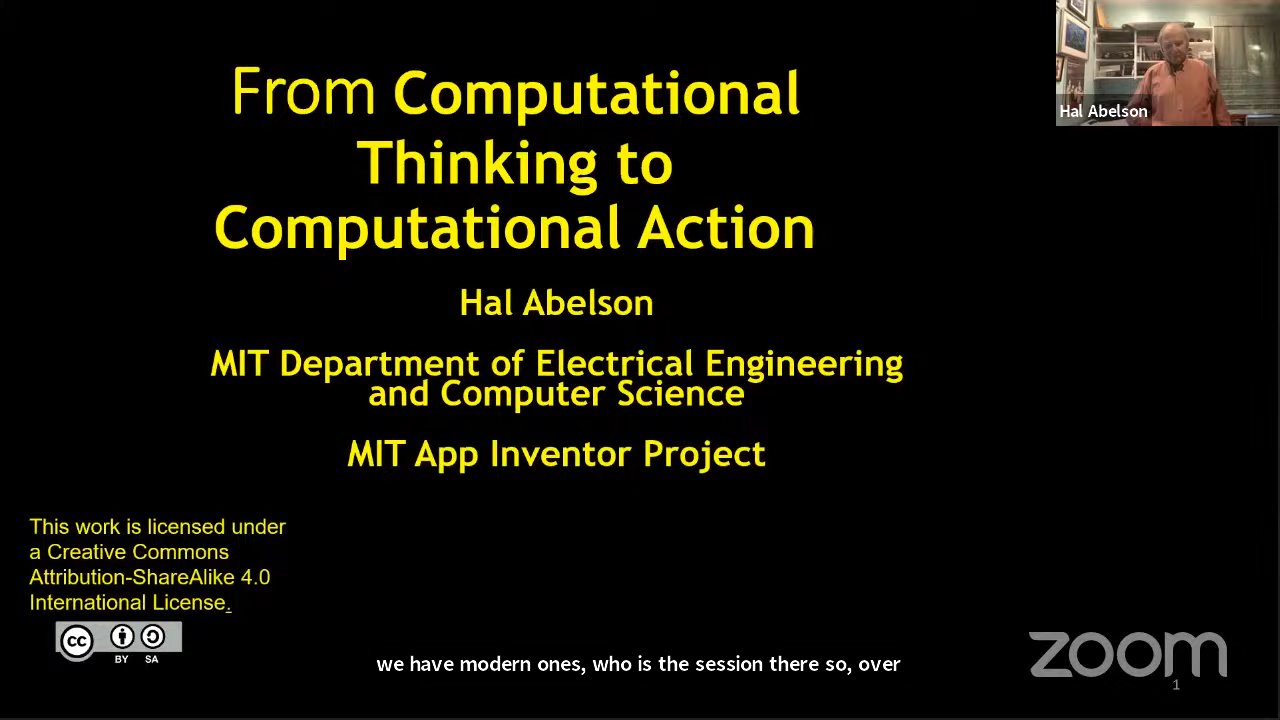 From Computational
Thinking to
Computational Action
Hal Abelson
MIT Department of Electrical Engineering
and Computer Science
MIT App Inventor Project
This work is licensed under
a Creative Commons
Attribution-ShareAlike 4.0
International License.
cc
BY SA
we have modern ones, who is the session there so, over
Hal Abelson
zoom
1